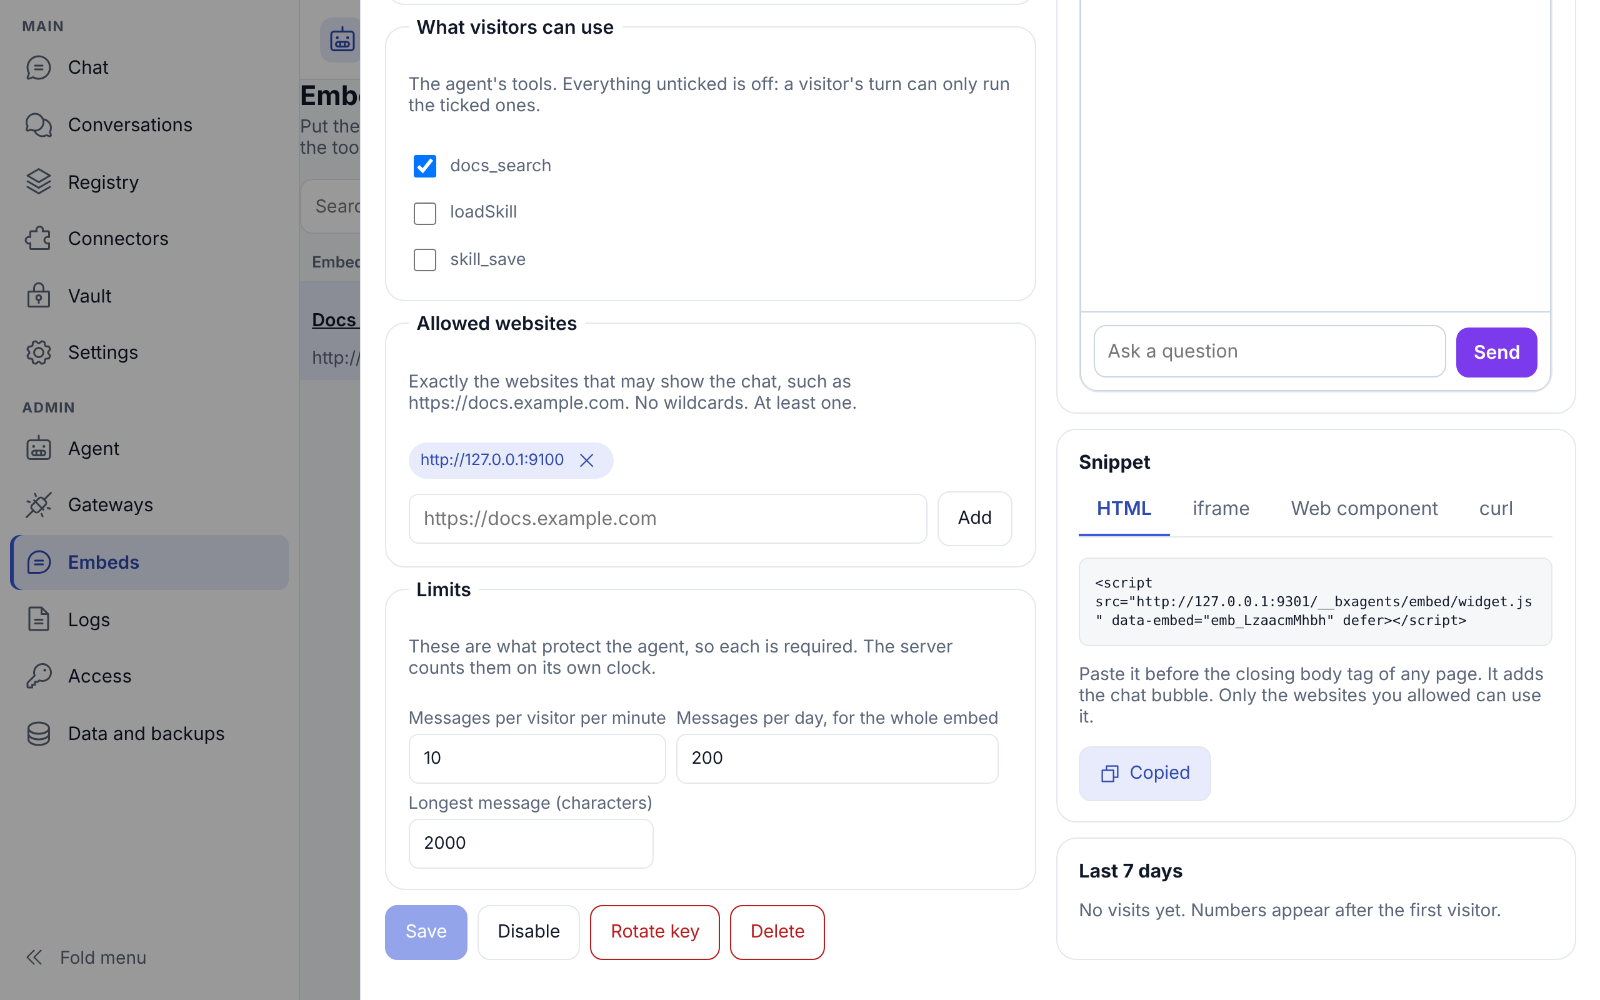 MAIN
Chat
Conversations
Registry
Connectors
Vault
Settings
ADMIN
Agent
Gateways
Embeds
Logs
Access
Data and backups
Fold menu
Put the
the too
Searc
Docs
http://
What visitors can use
The agent's tools. Everything unticked is off: a visitor's turn can only run
the ticked ones.
docs_search
loadSkill
skill_save
Allowed websites
Exactly the websites that may show the chat, such as
https://docs.example.com. No wildcards. At least one.
http://127.0.0.1:9100
https://docs.example.com
Add
Limits
These are what protect the agent, so each is required. The server
counts them on its own clock.
Messages per visitor per minute
10
Messages per day, for the whole embed
200
Longest message (characters)
2000
Save
Disable
Rotate key
Delete
Ask a question
Send
Snippet
HTML
iframe
Web component
curl
<script
src="http://127.0.0.1:9301/__bxagents/embed/widget.js
" data-embed="emb_LzaacmMhbh" defer></script>
Paste it before the closing body tag of any page. It adds
the chat bubble. Only the websites you allowed can use
it.
Copied
Last 7 days
No visits yet. Numbers appear after the first visitor.